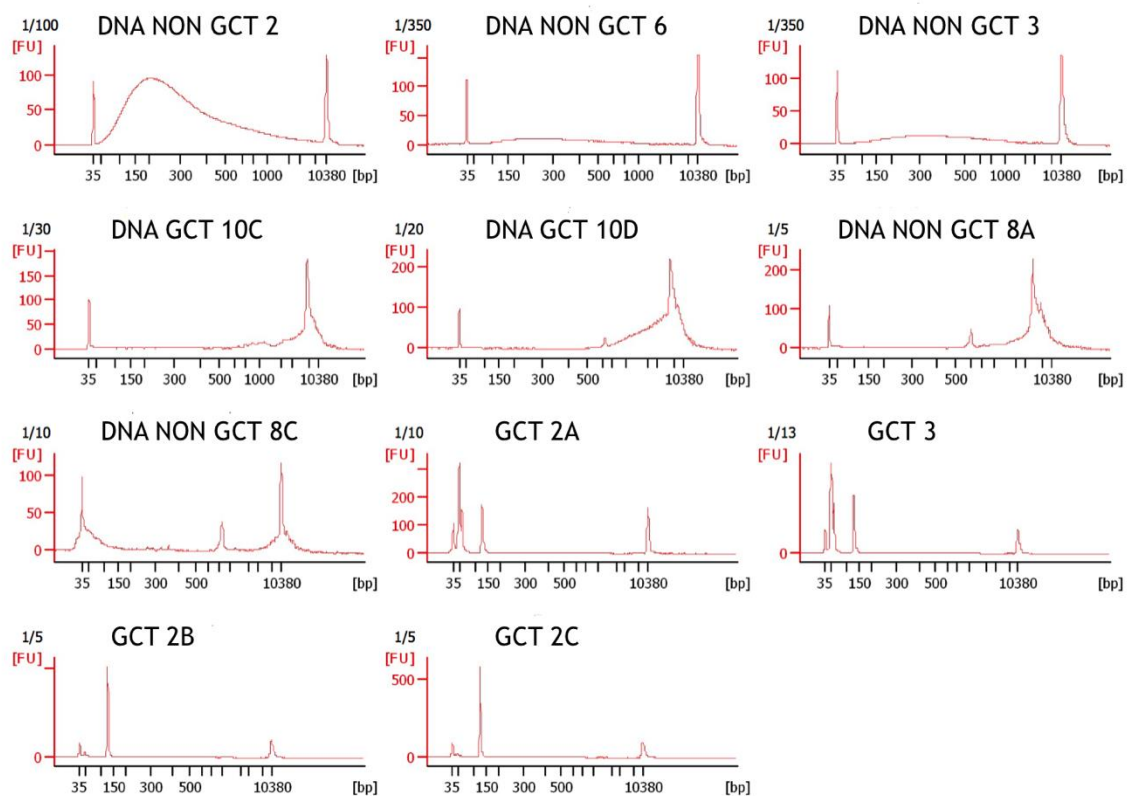 DNA NON GCT 2
1/100
[FU]
100
50
0
35 150 300 500 1000 10380 [bp]
DNA NON GCT 6
1/350
[FU]
100
50
0
35 150 300 500 1000 10380 [bp]
DNA NON GCT 3
1/350
[FU]
100
50
0
35 150 300 500 1000 10380 [bp]
DNA GCT 10C
1/30
[FU]
150
100
50
0
35 150 300 500 1000 10380 [bp]
DNA GCT 10D
1/20
[FU]
200
100
0
35 150 300 500 10380 [bp]
DNA NON GCT 8A
1/5
[FU]
200
100
0
35 150 300 500 10380 [bp]
DNA NON GCT 8C
1/10
[FU]
100
50
0
35 150 300 500 10380 [bp]
GCT 2A
1/10
[FU]
200
100
0
35 150 300 500 10380 [bp]
GCT 3
1/13
[FU]
0
35 150 300 500 10380 [bp]
GCT 2B
1/5
[FU]
0
35 150 300 500 10380 [bp]
GCT 2C
1/5
[FU]
500
0
35 150 300 500 10380 [bp]